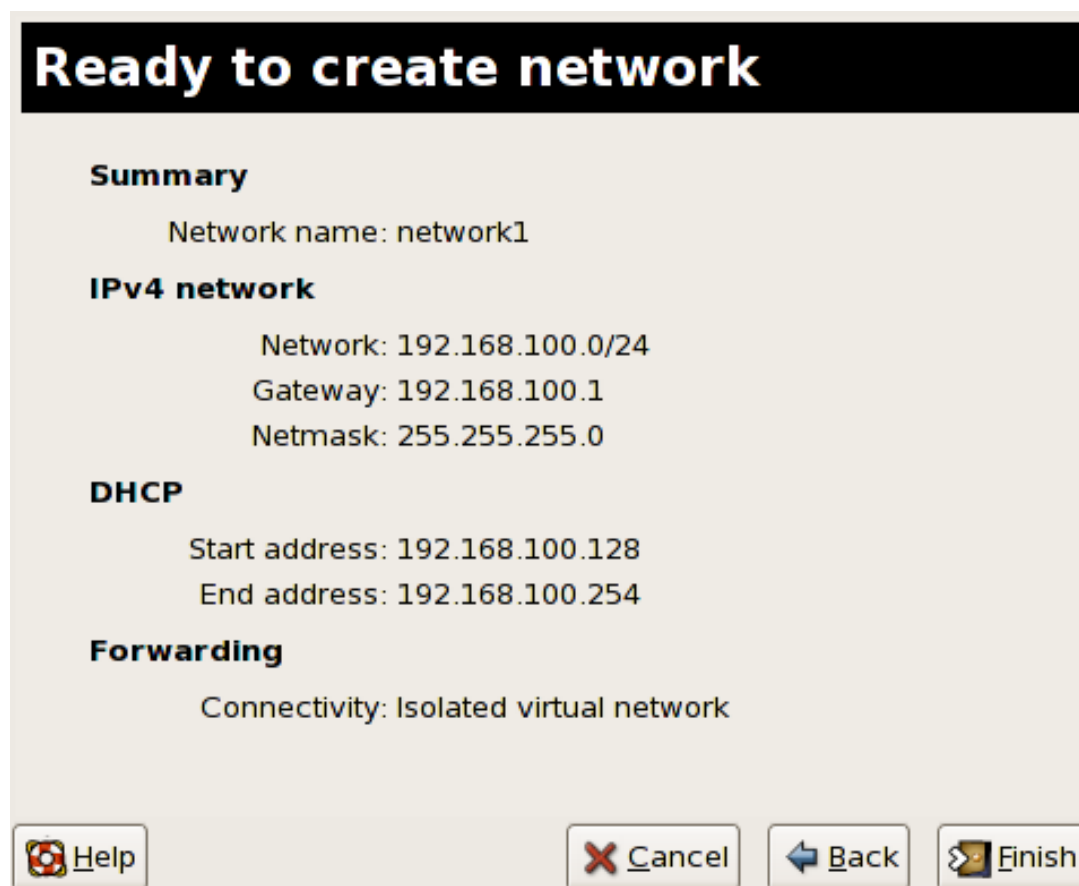 Ready to create network
Summary
Network name: network1
IPv4 network
Network: 192.168.100.0/24
Gateway: 192.168.100.1
Netmask: 255.255.255.0
DHCP
Start address: 192.168.100.128
End address: 192.168.100.254
Forwarding
Connectivity: Isolated virtual network
Help Cancel Back Finish